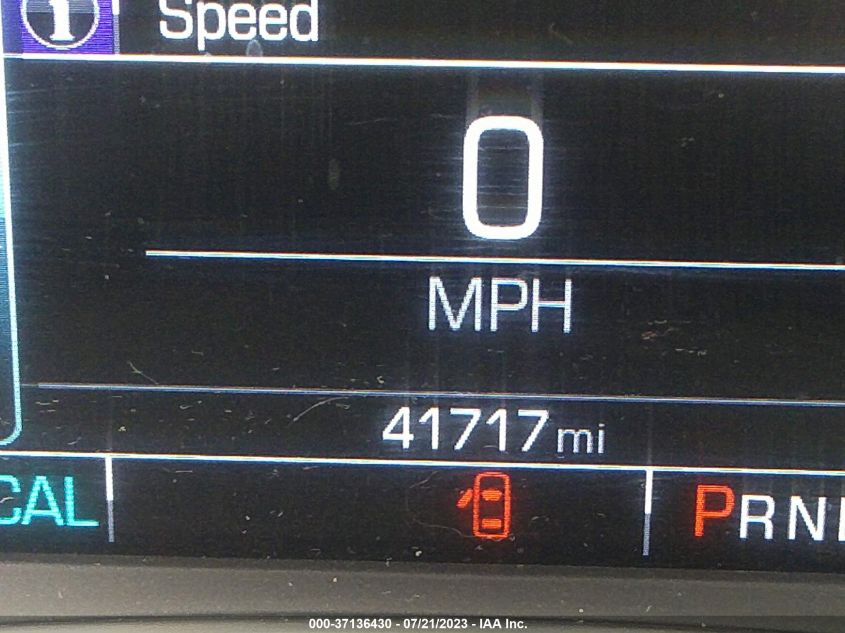 i Speed
0
MPH
41717 mi
CAL
PRN
000-37136430 - 07/21/2023 - IAA Inc.